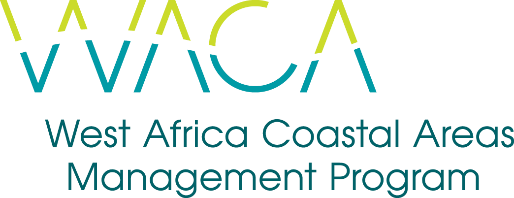 WACA
West Africa Coastal Areas
Management Program